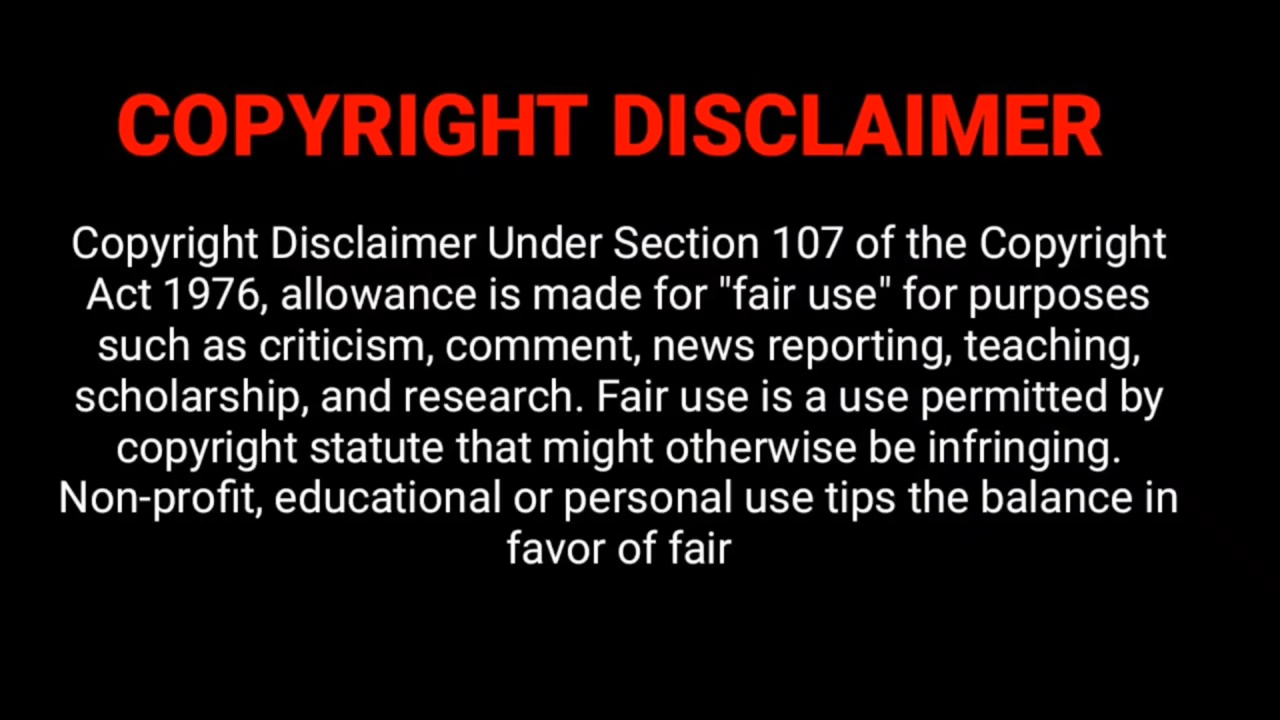 COPYRIGHT DISCLAIMER
Copyright Disclaimer Under Section 107 of the Copyright
Act 1976, allowance is made for "fair use" for purposes
such as criticism, comment, news reporting, teaching,
scholarship, and research. Fair use is a use permitted by
copyright statute that might otherwise be infringing.
Non-profit, educational or personal use tips the balance in
favor of fair